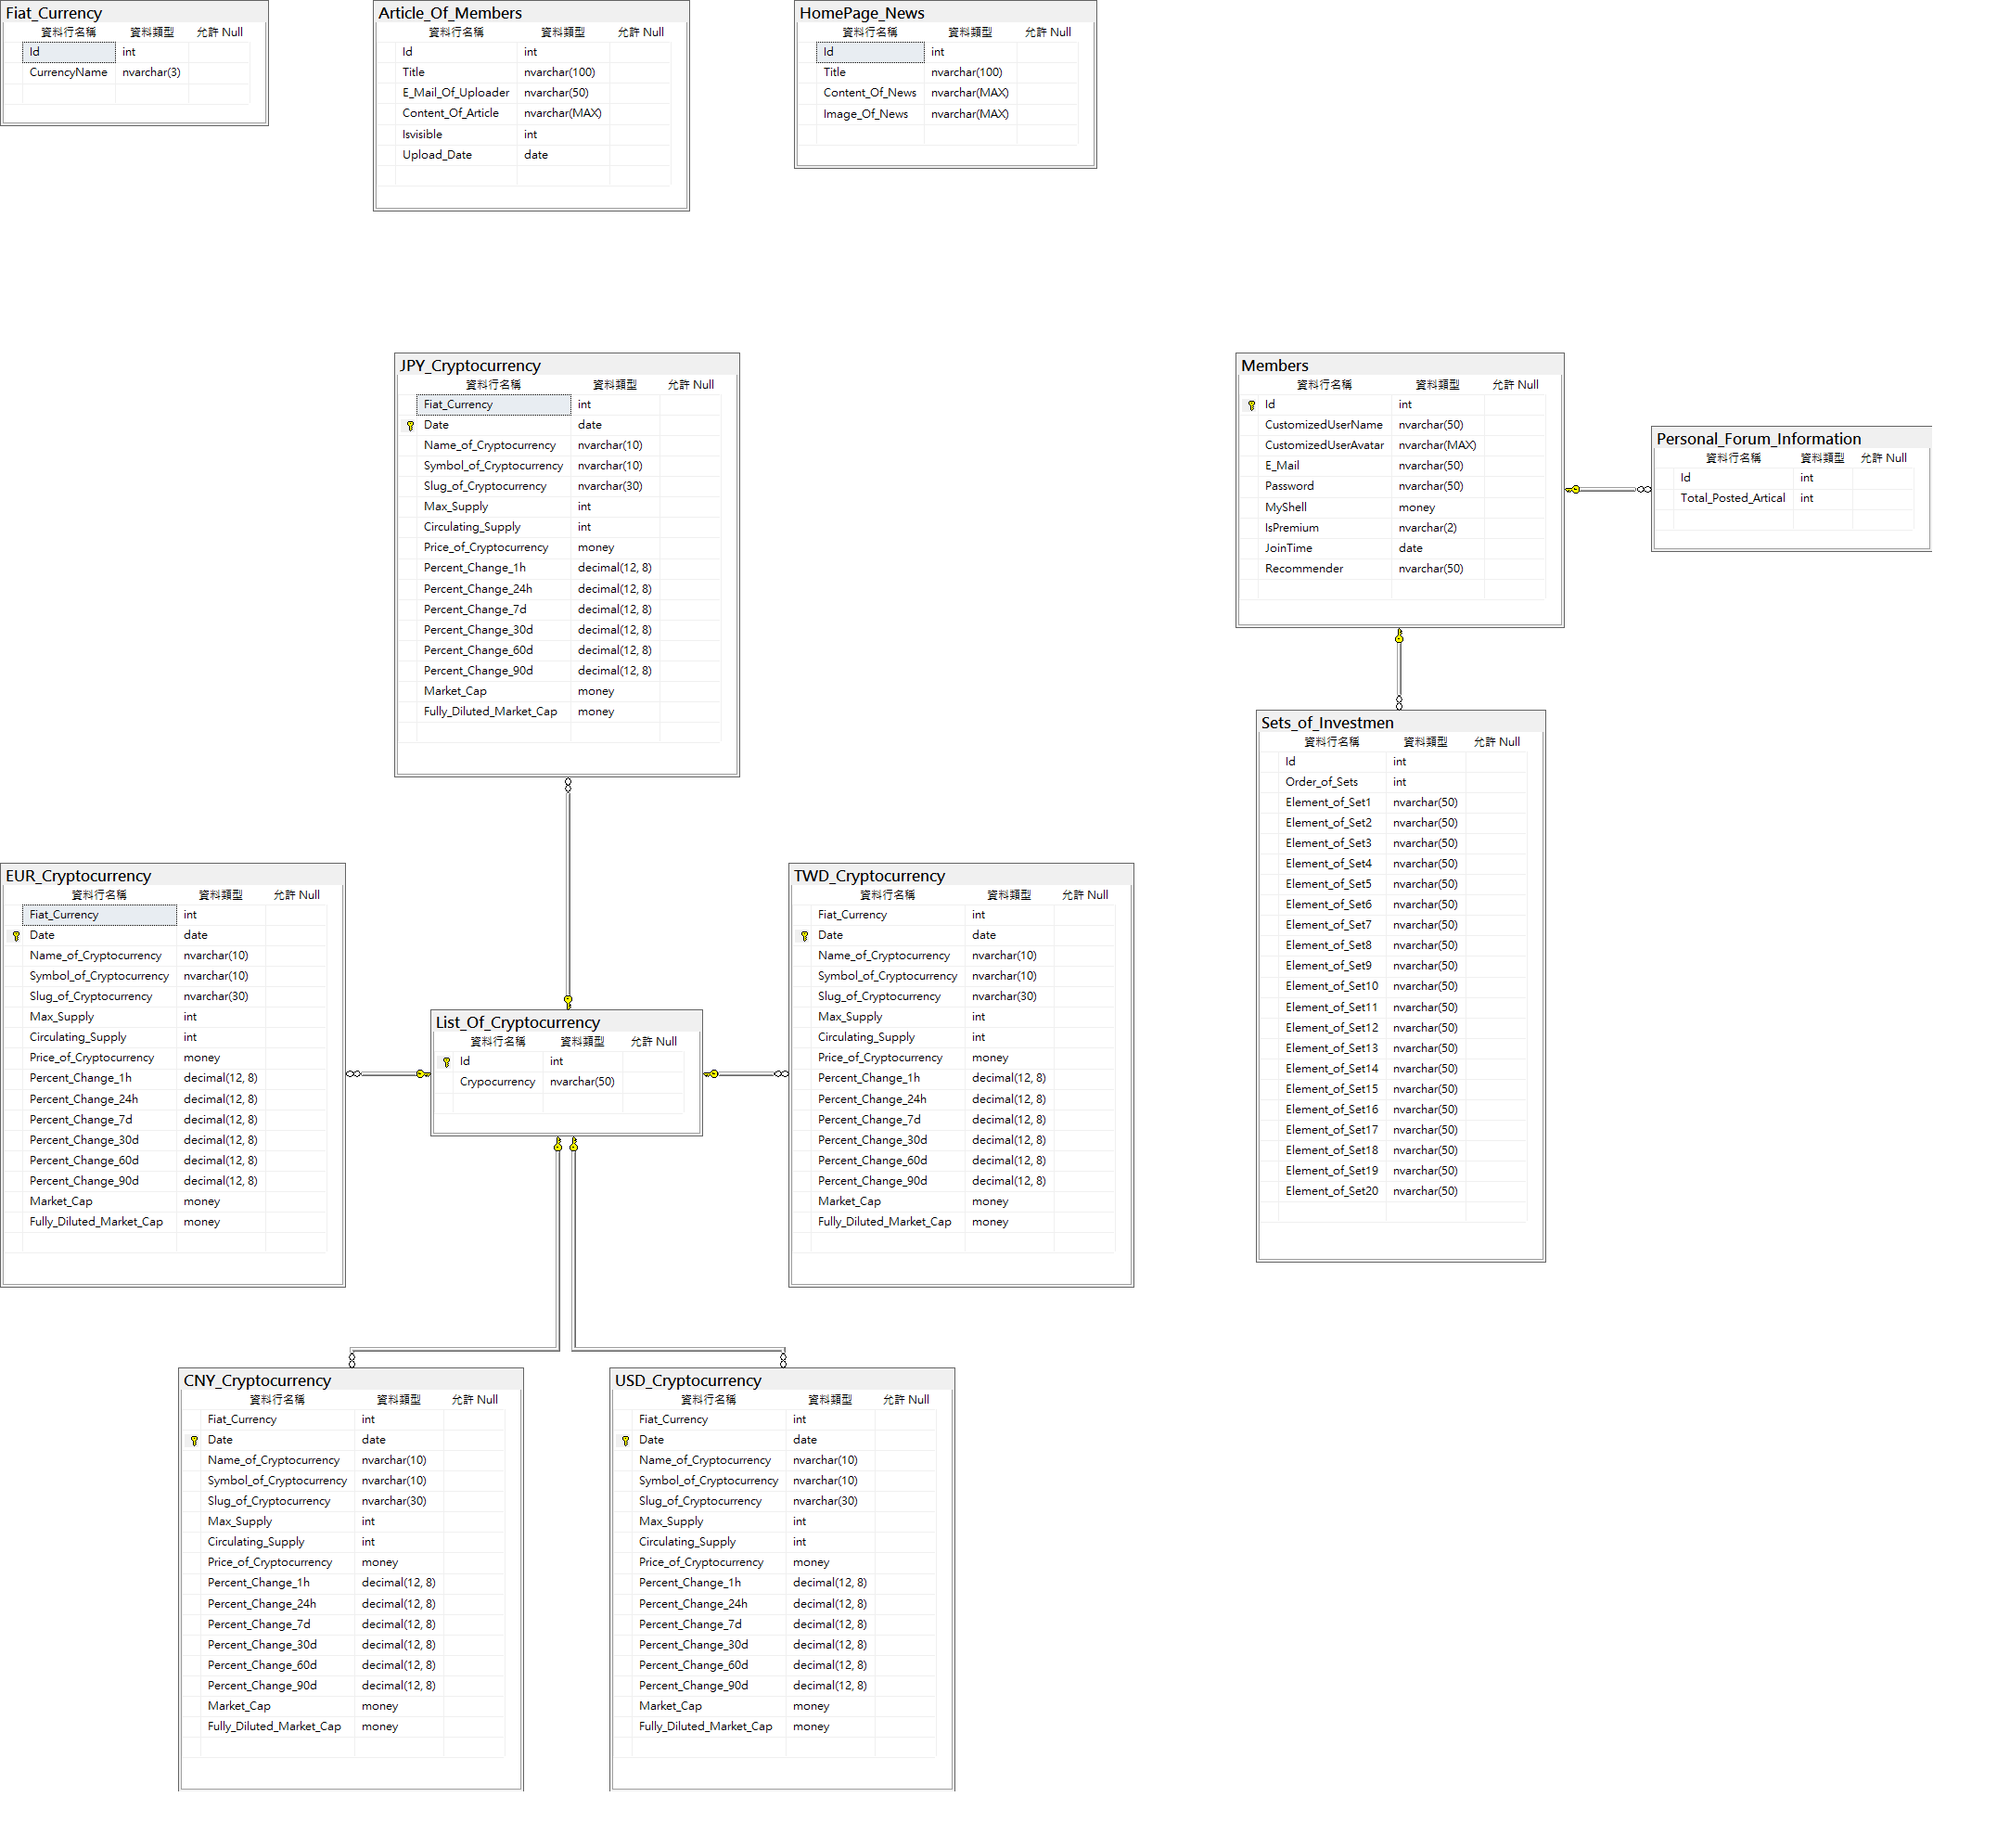 Fiat_Currency
資料行名稱 資料類型 允許 Null
Id int
CurrencyName nvarchar(3)
Article_Of_Members
資料行名稱 資料類型 允許 Null
Id int
Title nvarchar(100)
E_Mail_Of_Uploader nvarchar(50)
Content_Of_Article nvarchar(MAX)
Isvisible int
Upload_Date date
HomePage_News
資料行名稱 資料類型 允許 Null
Id int
Title nvarchar(100)
Content_Of_News nvarchar(MAX)
Image_Of_News nvarchar(MAX)
JPY_Cryptocurrency
資料行名稱 資料類型 允許 Null
Fiat_Currency int
Date date
Name_of_Cryptocurrency nvarchar(10)
Symbol_of_Cryptocurrency nvarchar(10)
Slug_of_Cryptocurrency nvarchar(30)
Max_Supply int
Circulating_Supply int
Price_of_Cryptocurrency money
Percent_Change_1h decimal(12, 8)
Percent_Change_24h decimal(12, 8)
Percent_Change_7d decimal(12, 8)
Percent_Change_30d decimal(12, 8)
Percent_Change_60d decimal(12, 8)
Percent_Change_90d decimal(12, 8)
Market_Cap money
Fully_Diluted_Market_Cap money
Members
資料行名稱 資料類型 允許 Null
Id int
CustomizedUserName nvarchar(50)
CustomizedUserAvatar nvarchar(MAX)
E_Mail nvarchar(50)
Password nvarchar(50)
MyShell money
IsPremium nvarchar(2)
JoinTime date
Recommender nvarchar(50)
Personal_Forum_Information
資料行名稱 資料類型 允許 Null
Id int
Total_Posted_Artical int
Sets_of_Investmen
資料行名稱 資料類型 允許 Null
Id int
Order_of_Sets int
Element_of_Set1 nvarchar(50)
Element_of_Set2 nvarchar(50)
Element_of_Set3 nvarchar(50)
Element_of_Set4 nvarchar(50)
Element_of_Set5 nvarchar(50)
Element_of_Set6 nvarchar(50)
Element_of_Set7 nvarchar(50)
Element_of_Set8 nvarchar(50)
Element_of_Set9 nvarchar(50)
Element_of_Set10 nvarchar(50)
Element_of_Set11 nvarchar(50)
Element_of_Set12 nvarchar(50)
Element_of_Set13 nvarchar(50)
Element_of_Set14 nvarchar(50)
Element_of_Set15 nvarchar(50)
Element_of_Set16 nvarchar(50)
Element_of_Set17 nvarchar(50)
Element_of_Set18 nvarchar(50)
Element_of_Set19 nvarchar(50)
Element_of_Set20 nvarchar(50)
EUR_Cryptocurrency
資料行名稱 資料類型 允許 Null
Fiat_Currency int
Date date
Name_of_Cryptocurrency nvarchar(10)
Symbol_of_Cryptocurrency nvarchar(10)
Slug_of_Cryptocurrency nvarchar(30)
Max_Supply int
Circulating_Supply int
Price_of_Cryptocurrency money
Percent_Change_1h decimal(12, 8)
Percent_Change_24h decimal(12, 8)
Percent_Change_7d decimal(12, 8)
Percent_Change_30d decimal(12, 8)
Percent_Change_60d decimal(12, 8)
Percent_Change_90d decimal(12, 8)
Market_Cap money
Fully_Diluted_Market_Cap money
List_Of_Cryptocurrency
資料行名稱 資料類型 允許 Null
Id int
Crypocurrency nvarchar(50)
TWD_Cryptocurrency
資料行名稱 資料類型 允許 Null
Fiat_Currency int
Date date
Name_of_Cryptocurrency nvarchar(10)
Symbol_of_Cryptocurrency nvarchar(10)
Slug_of_Cryptocurrency nvarchar(30)
Max_Supply int
Circulating_Supply int
Price_of_Cryptocurrency money
Percent_Change_1h decimal(12, 8)
Percent_Change_24h decimal(12, 8)
Percent_Change_7d decimal(12, 8)
Percent_Change_30d decimal(12, 8)
Percent_Change_60d decimal(12, 8)
Percent_Change_90d decimal(12, 8)
Market_Cap money
Fully_Diluted_Market_Cap money
CNY_Cryptocurrency
資料行名稱 資料類型 允許 Null
Fiat_Currency int
Date date
Name_of_Cryptocurrency nvarchar(10)
Symbol_of_Cryptocurrency nvarchar(10)
Slug_of_Cryptocurrency nvarchar(30)
Max_Supply int
Circulating_Supply int
Price_of_Cryptocurrency money
Percent_Change_1h decimal(12, 8)
Percent_Change_24h decimal(12, 8)
Percent_Change_7d decimal(12, 8)
Percent_Change_30d decimal(12, 8)
Percent_Change_60d decimal(12, 8)
Percent_Change_90d decimal(12, 8)
Market_Cap money
Fully_Diluted_Market_Cap money
USD_Cryptocurrency
資料行名稱 資料類型 允許 Null
Fiat_Currency int
Date date
Name_of_Cryptocurrency nvarchar(10)
Symbol_of_Cryptocurrency nvarchar(10)
Slug_of_Cryptocurrency nvarchar(30)
Max_Supply int
Circulating_Supply int
Price_of_Cryptocurrency money
Percent_Change_1h decimal(12, 8)
Percent_Change_24h decimal(12, 8)
Percent_Change_7d decimal(12, 8)
Percent_Change_30d decimal(12, 8)
Percent_Change_60d decimal(12, 8)
Percent_Change_90d decimal(12, 8)
Market_Cap money
Fully_Diluted_Market_Cap money